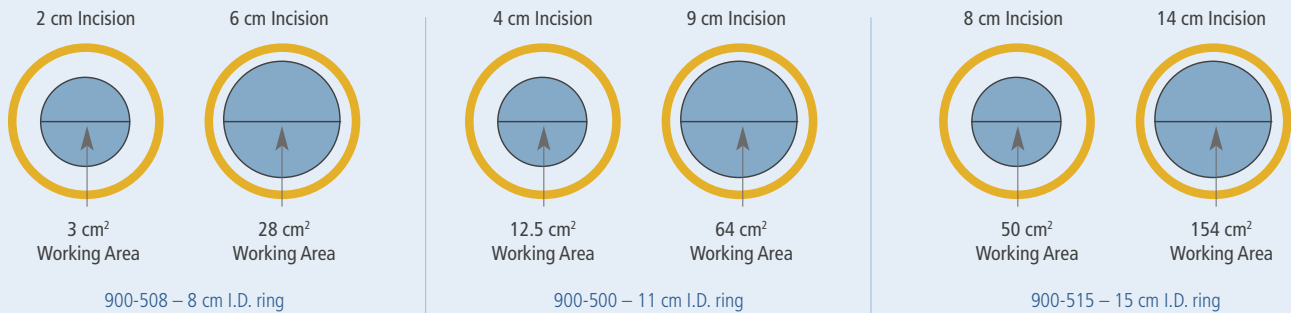 2 cm Incision
6 cm Incision
3 cm²
Working Area
28 cm²
Working Area
900-508 – 8 cm I.D. ring
4 cm Incision
9 cm Incision
12.5 cm²
Working Area
64 cm²
Working Area
900-500 – 11 cm I.D. ring
8 cm Incision
14 cm Incision
50 cm²
Working Area
154 cm²
Working Area
900-515 – 15 cm I.D. ring